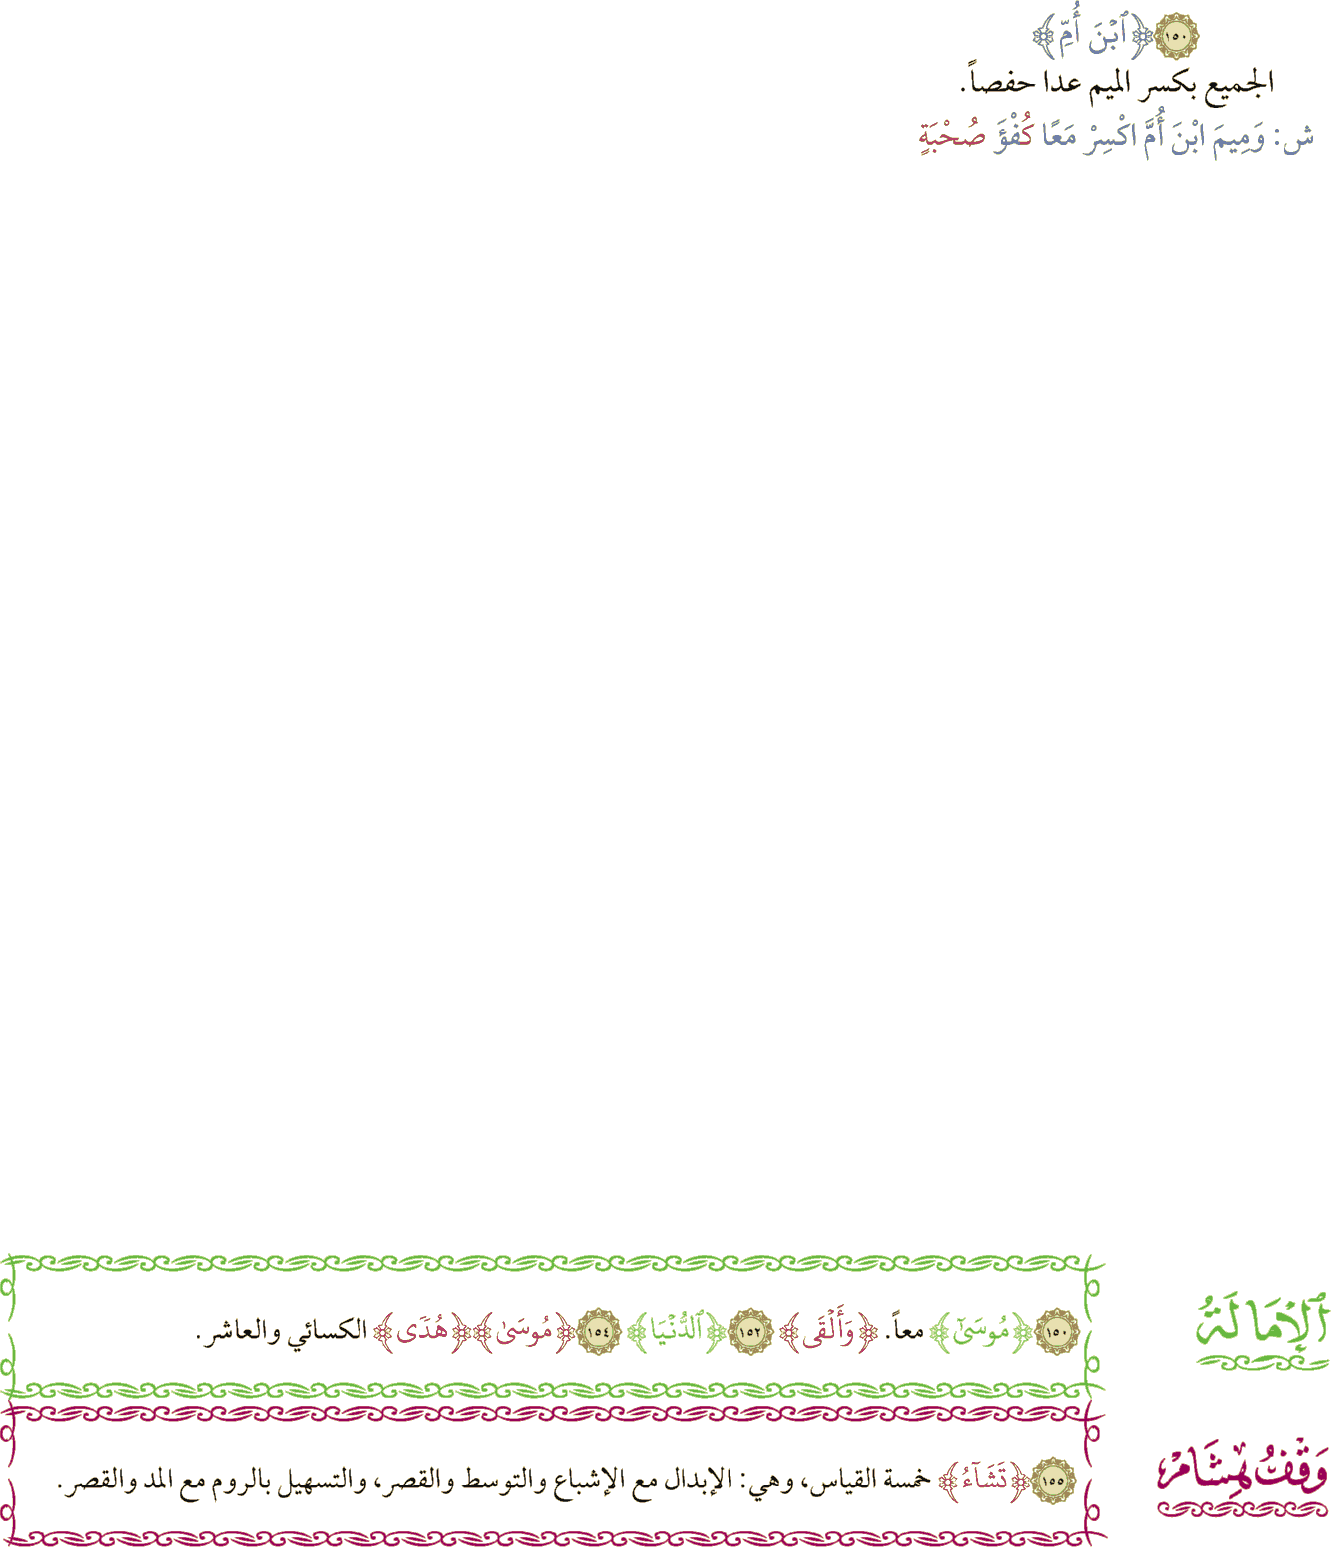 ١٥٠ ﴿ٱبۡنَ أُمِّ﴾
الجميع بكسر الميم عدا حفصاً.
ش: وَمِيمَ ابْنَ أُمَّ اكْسِرْ مَعًا كُفْؤَ صُحْبَةٍ
ٱلْإِمَالَةُ
١٥٠ ﴿مُوسَىٰٓ﴾ معاً. ﴿وَأَلۡقَى﴾ ١٥٢ ﴿ٱلدُّنۡيَا﴾ ١٥٤ ﴿مُوسَىٰ﴾ ﴿هُدٗى﴾ الكسائي والعاشر.
وَقْفُ هِشَامْ
١٥٥ ﴿تَشَآءُ﴾ خمسة القياس، وهي: الإبدال مع الإشباع والتوسط والقصر، والتسهيل بالروم مع المد والقصر.